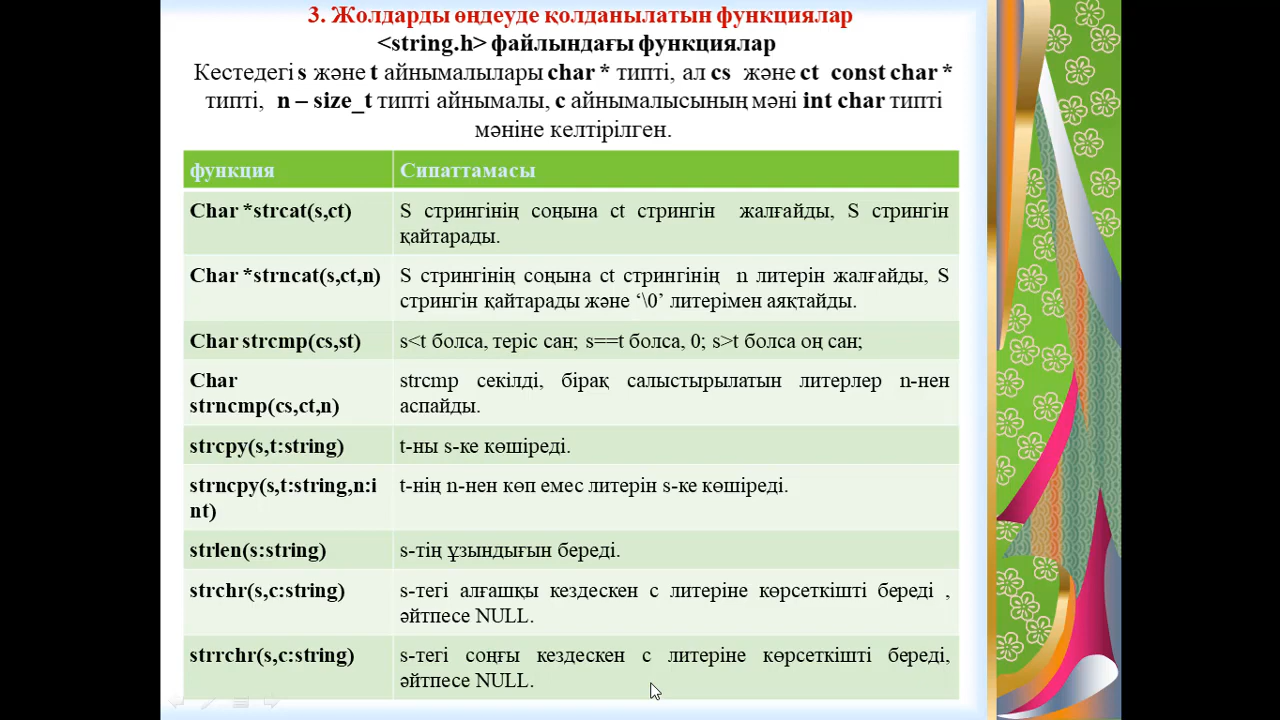 3. Жолдарды өңдеуде қолданылатын функциялар
<string.h> файлындағы функциялар
Кестедегі s және t айнымалылары char * типті, ал cs және ct const char *
типті, n – size_t типті айнымалы, c айнымалысының мәні int char типті
мәніне келтірілген.
функция Сипаттамасы
Char *strcat(s,ct) S стрингінің соңына ct стрингін жалғайды, S стрингін
қайтарады.
Char *strncat(s,ct,n) S стрингінің соңына ct стрингінің n литерін жалғайды, S
стрингін қайтарады және ‘\0’ литерімен аяқтайды.
Char strcmp(cs,st) s<t болса, теріс сан; s==t болса, 0; s>t болса оң сан;
Char strcmp секілді, бірақ салыстырылатын литерлер n-нен
strncmp(cs,ct,n) аспайды.
strcpy(s,t:string) t-ны s-ке көшіреді.
strncpy(s,t:string,n:i t-нің n-нен көп емес литерін s-ке көшіреді.
nt)
strlen(s:string) s-тің ұзындығын береді.
strchr(s,c:string) s-тегі алғашқы кездескен с литеріне көрсеткішті береді ,
әйтпесе NULL.
strrchr(s,c:string) s-тегі соңғы кездескен с литеріне көрсеткішті береді,
әйтпесе NULL.